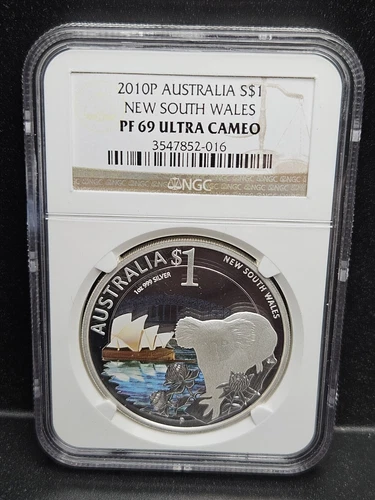 2010P AUSTRALIA S$1
NEW SOUTH WALES
PF 69 ULTRA CAMEO
3547852-016
NGC
AUSTRALIA $1
1oz 999 SILVER
NEW SOUTH WALES
P